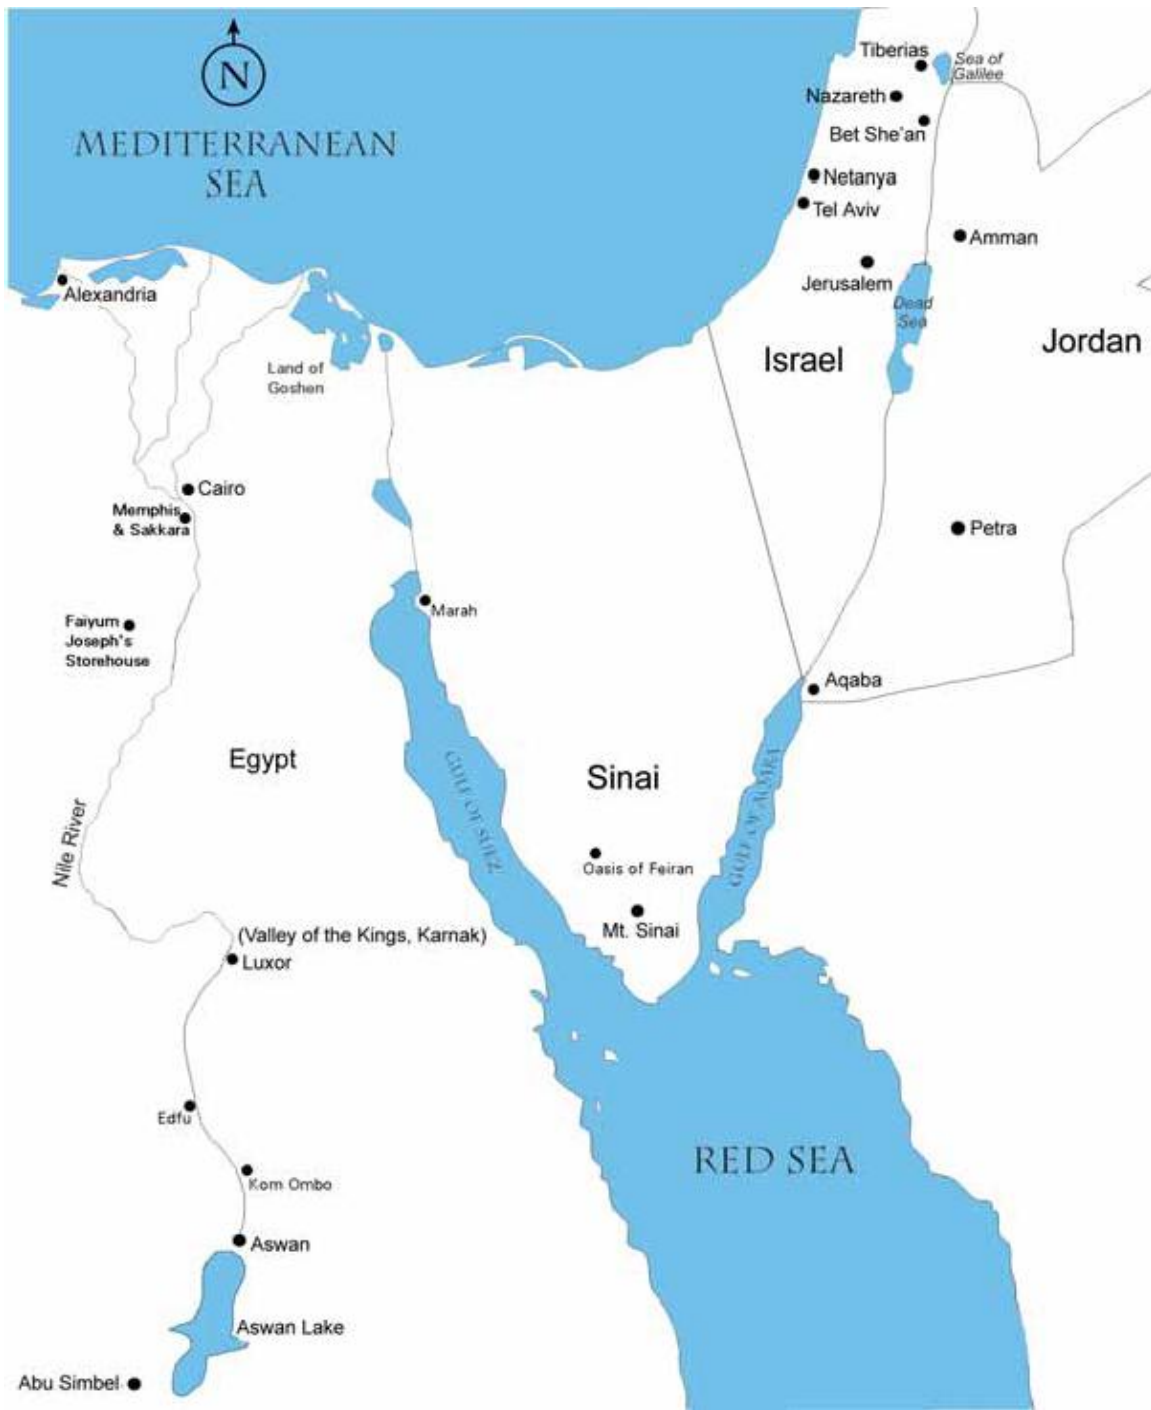 Tiberias
Sea of
Galilee
N
Nazareth
Bet She'an
MEDITERRANEAN
SEA
Netanya
Tel Aviv
Amman
Jerusalem
Alexandria
Dead
Sea
Israel
Jordan
Land of
Goshen
Cairo
Memphis
& Sakkara
Petra
Marah
Faiyum
Joseph's
Storehouse
Aqaba
Egypt
Sinai
GULF OF SUEZ
GULF OF AQABA
Nile River
Oasis of Feiran
Mt. Sinai
(Valley of the Kings, Karnak)
Luxor
Edfu
RED SEA
Kom Ombo
Aswan
Aswan Lake
Abu Simbel